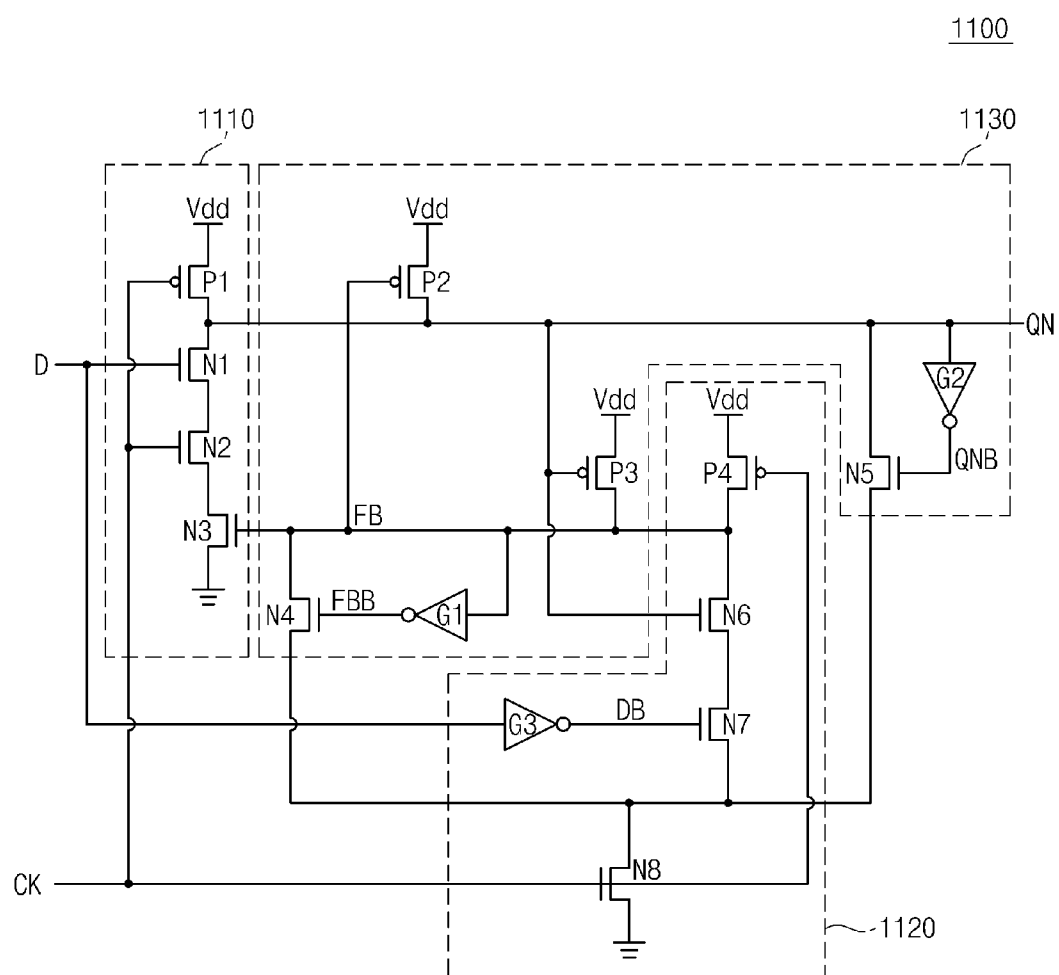 1100
1110
1130
Vdd
Vdd
P1
P2
QN
D
N1
G2
Vdd
Vdd
N2
P3
P4
N5
QNB
N3
FB
N4
FBB
G1
N6
G3
DB
N7
CK
N8
1120